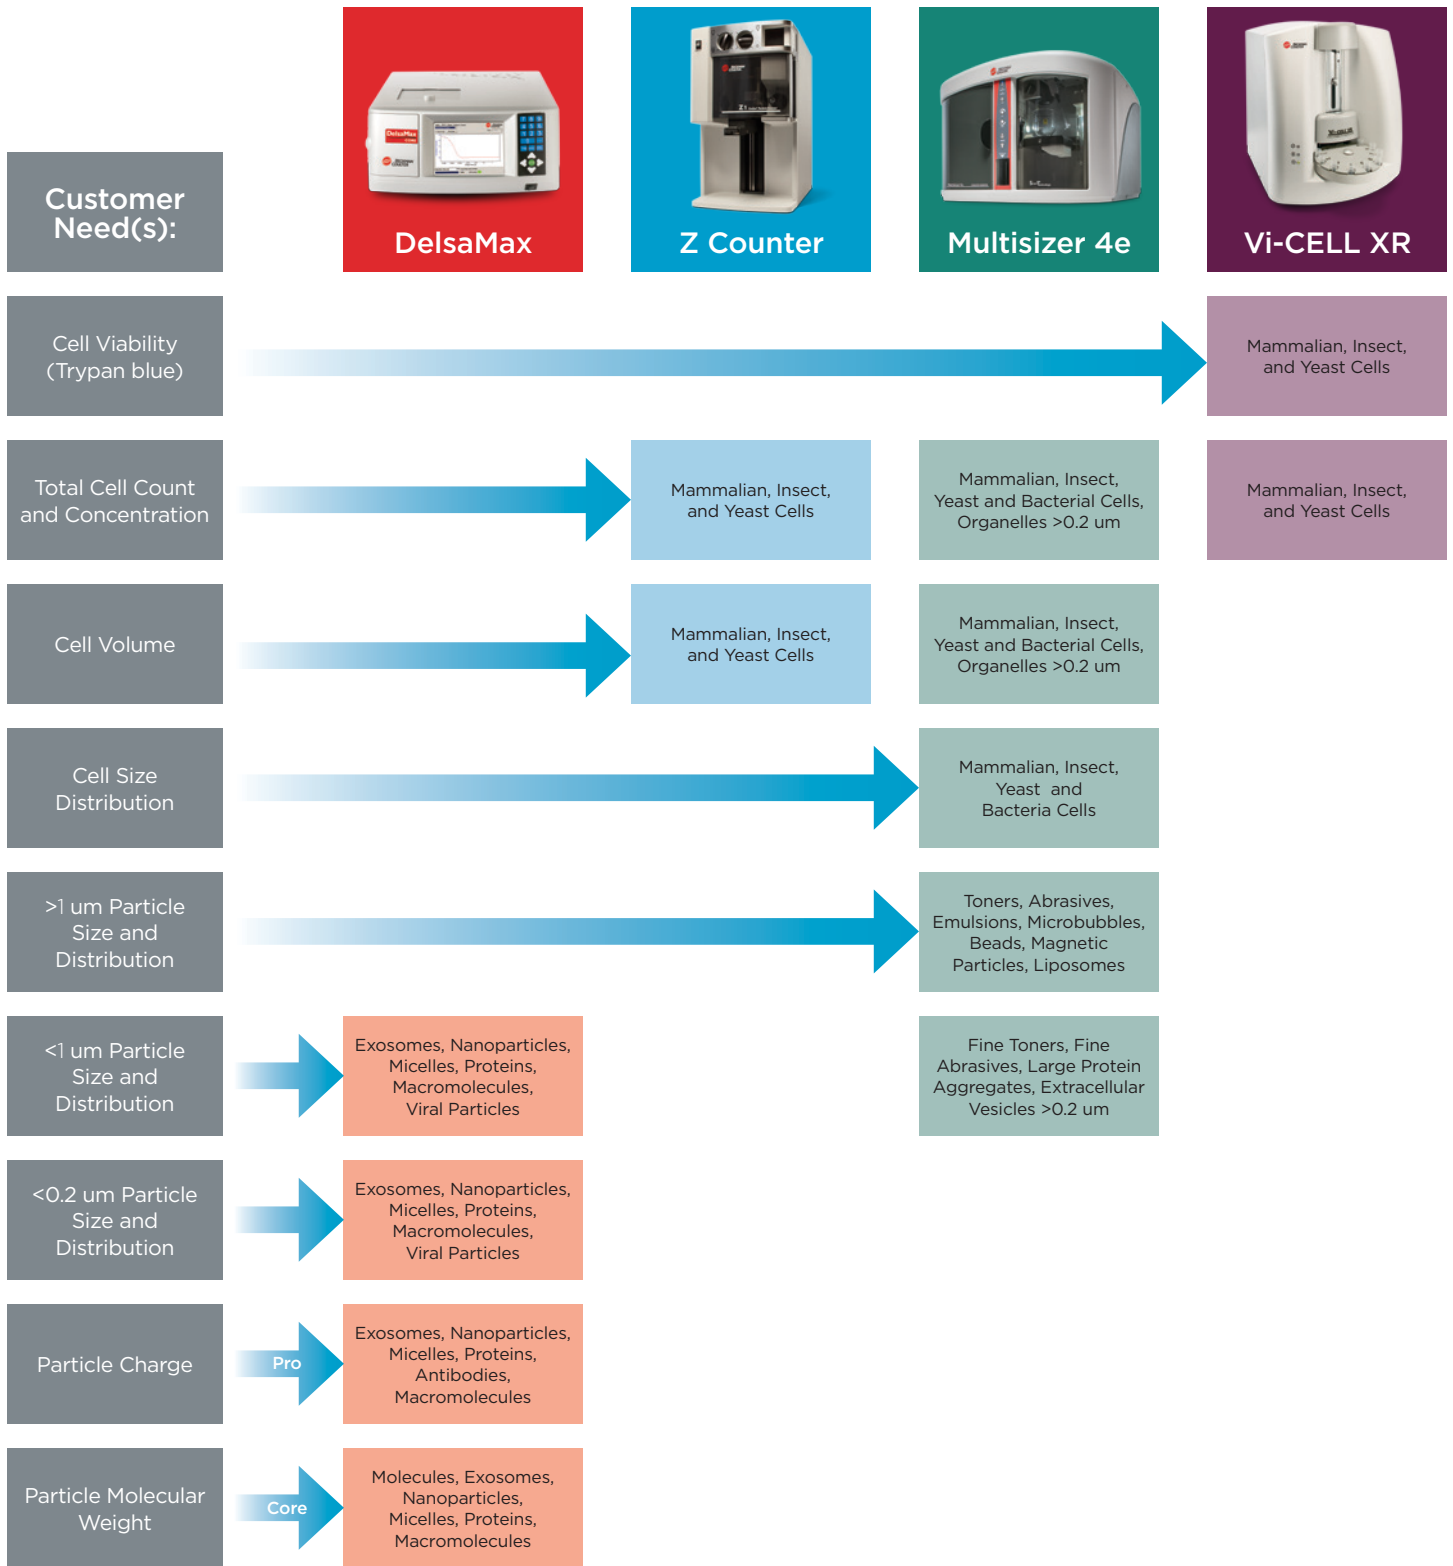 DelsaMax
BECKMAN
COULTER
Z1
Customer
Need(s):
DelsaMax
Z Counter
Multisizer 4e
Vi-CELL XR
Cell Viability
(Trypan blue)
Mammalian, Insect,
and Yeast Cells
Total Cell Count
and Concentration
Mammalian, Insect,
and Yeast Cells
Mammalian, Insect,
Yeast and Bacterial Cells,
Organelles >0.2 um
Mammalian, Insect,
and Yeast Cells
Cell Volume
Mammalian, Insect,
and Yeast Cells
Mammalian, Insect,
Yeast and Bacterial Cells,
Organelles >0.2 um
Cell Size
Distribution
Mammalian, Insect,
Yeast and
Bacteria Cells
>1 um Particle
Size and
Distribution
Toners, Abrasives,
Emulsions, Microbubbles,
Beads, Magnetic
Particles, Liposomes
<1 um Particle
Size and
Distribution
Exosomes, Nanoparticles,
Micelles, Proteins,
Macromolecules,
Viral Particles
Fine Toners, Fine
Abrasives, Large Protein
Aggregates, Extracellular
Vesicles >0.2 um
<0.2 um Particle
Size and
Distribution
Exosomes, Nanoparticles,
Micelles, Proteins,
Macromolecules,
Viral Particles
Particle Charge
Pro
Exosomes, Nanoparticles,
Micelles, Proteins,
Antibodies,
Macromolecules
Particle Molecular
Weight
Core
Molecules, Exosomes,
Nanoparticles,
Micelles, Proteins,
Macromolecules